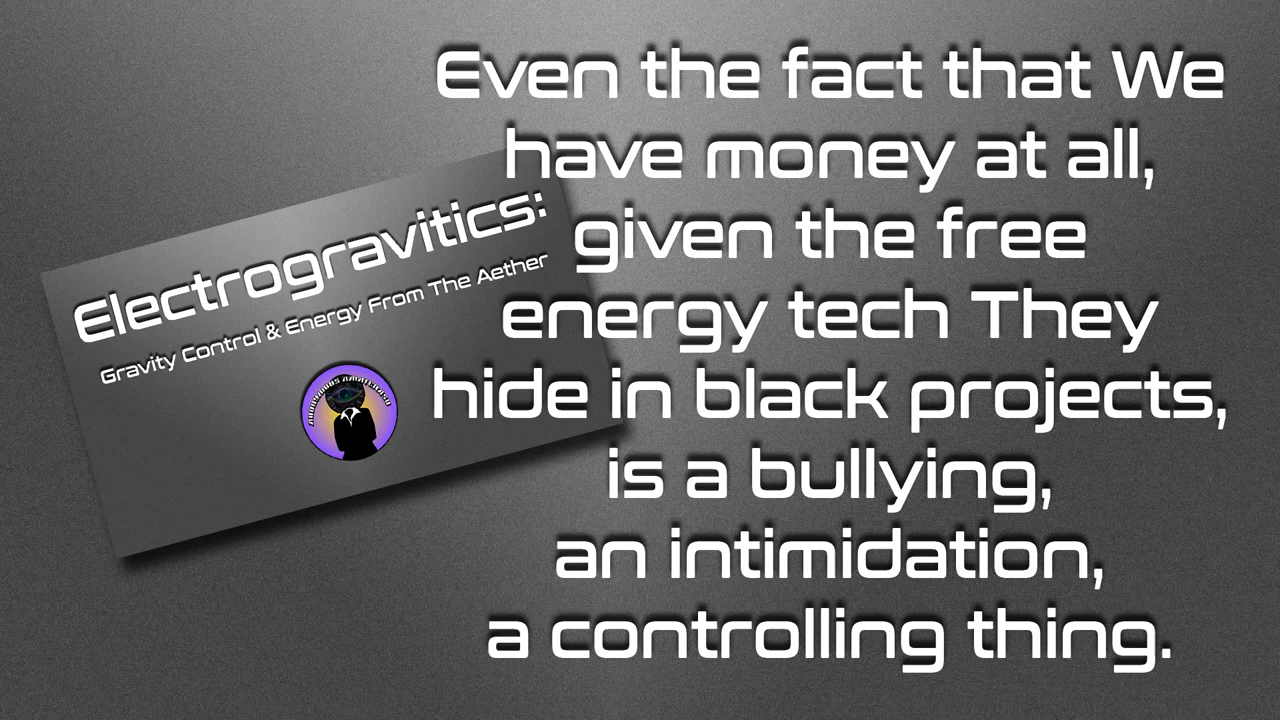 Even the fact that We
have money at all,
given the free
energy tech They
hide in black projects,
is a bullying,
an intimidation,
a controlling thing.
Electrogravitics:
Gravity Control & Energy From The Aether